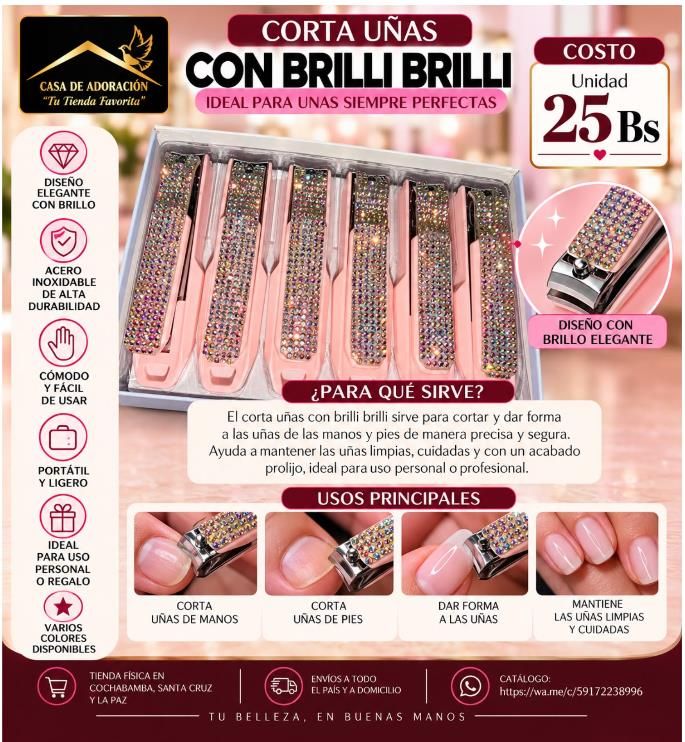 CORTA UÑAS
CON BRILLI BRILLI
IDEAL PARA UNAS SIEMPRE PERFECTAS
CASA DE ADORACIÓN
"Tu Tienda Favorita"
COSTO
Unidad
25 Bs
DISEÑO
ELEGANTE
CON BRILLO
ACERO
INOXIDABLE
DE ALTA
DURABILIDAD
CÓMODO
Y FÁCIL
DE USAR
PORTÁTIL
Y LIGERO
IDEAL
PARA USO
PERSONAL
O REGALO
VARIOS
COLORES
DISPONIBLES
DISEÑO CON
BRILLO ELEGANTE
¿PARA QUÉ SIRVE?
El corta uñas con brilli brilli sirve para cortar y dar forma
a las uñas de las manos y pies de manera precisa y segura.
Ayuda a mantener las uñas limpias, cuidadas y con un acabado
prolijo, ideal para uso personal o profesional.
USOS PRINCIPALES
CORTA
UÑAS DE MANOS
CORTA
UÑAS DE PIES
DAR FORMA
A LAS UÑAS
MANTIENE
LAS UÑAS LIMPIAS
Y CUIDADAS
TIENDA FÍSICA EN
COCHABAMBA, SANTA CRUZ
Y LA PAZ
ENVÍOS A TODO
EL PAÍS Y A DOMICILIO
CATÁLOGO:
https://wa.me/c/59172238996
TU BELLEZA, EN BUENAS MANOS